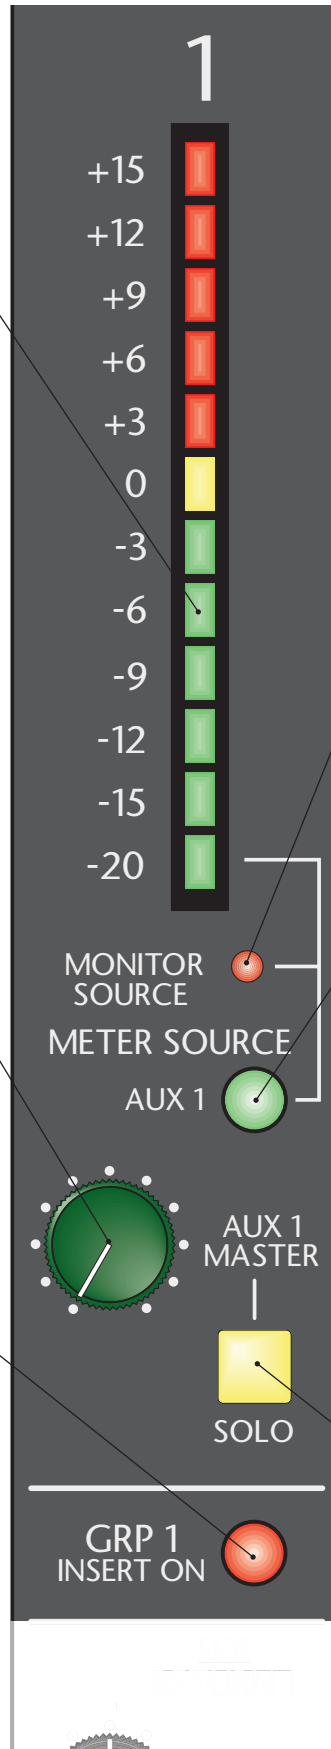 1
+15
+12
+9
+6
+3
0
-3
-6
-9
-12
-15
-20
MONITOR
SOURCE
METER SOURCE
AUX 1
AUX 1
MASTER
SOLO
GRP 1
INSERT ON